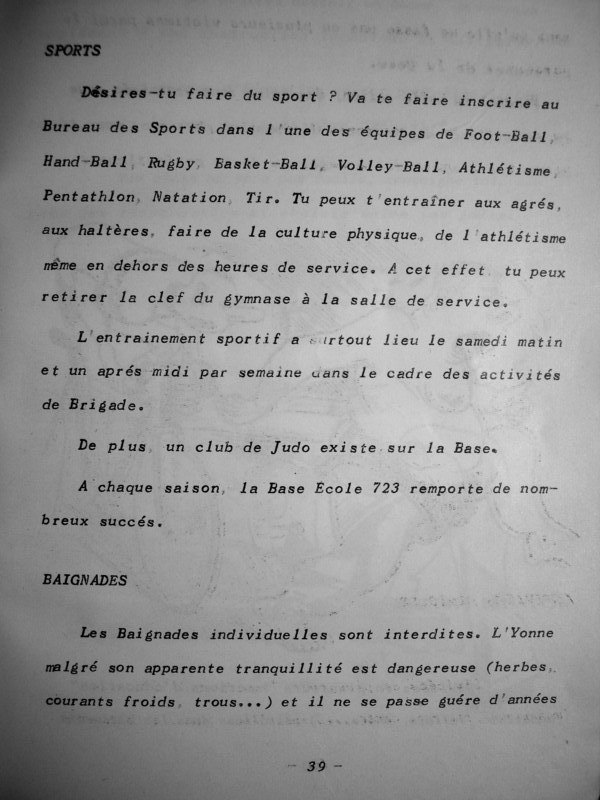 SPORTS
Désires-tu faire du sport ? Va te faire inscrire au
Bureau des Sports dans l'une des équipes de Foot-Ball,
Hand-Ball, Rugby, Basket-Ball, Volley-Ball, Athlétisme,
Pentathlon, Natation, Tir. Tu peux t'entraîner aux agrés,
aux haltères, faire de la culture physique, de l'athlétisme
même en dehors des heures de service. A cet effet, tu peux
retirer la clef du gymnase à la salle de service.
L'entrainement sportif a surtout lieu le samedi matin
et un aprés midi par semaine dans le cadre des activités
de Brigade.
De plus, un club de Judo existe sur la Base.
A chaque saison, la Base École 723 remporte de nom-
breux succés.
BAIGNADES
Les Baignades individuelles sont interdites. L'Yonne
malgré son apparente tranquillité est dangereuse (herbes,
courants froids, trous...) et il ne se passe guére d'années
- 39 -